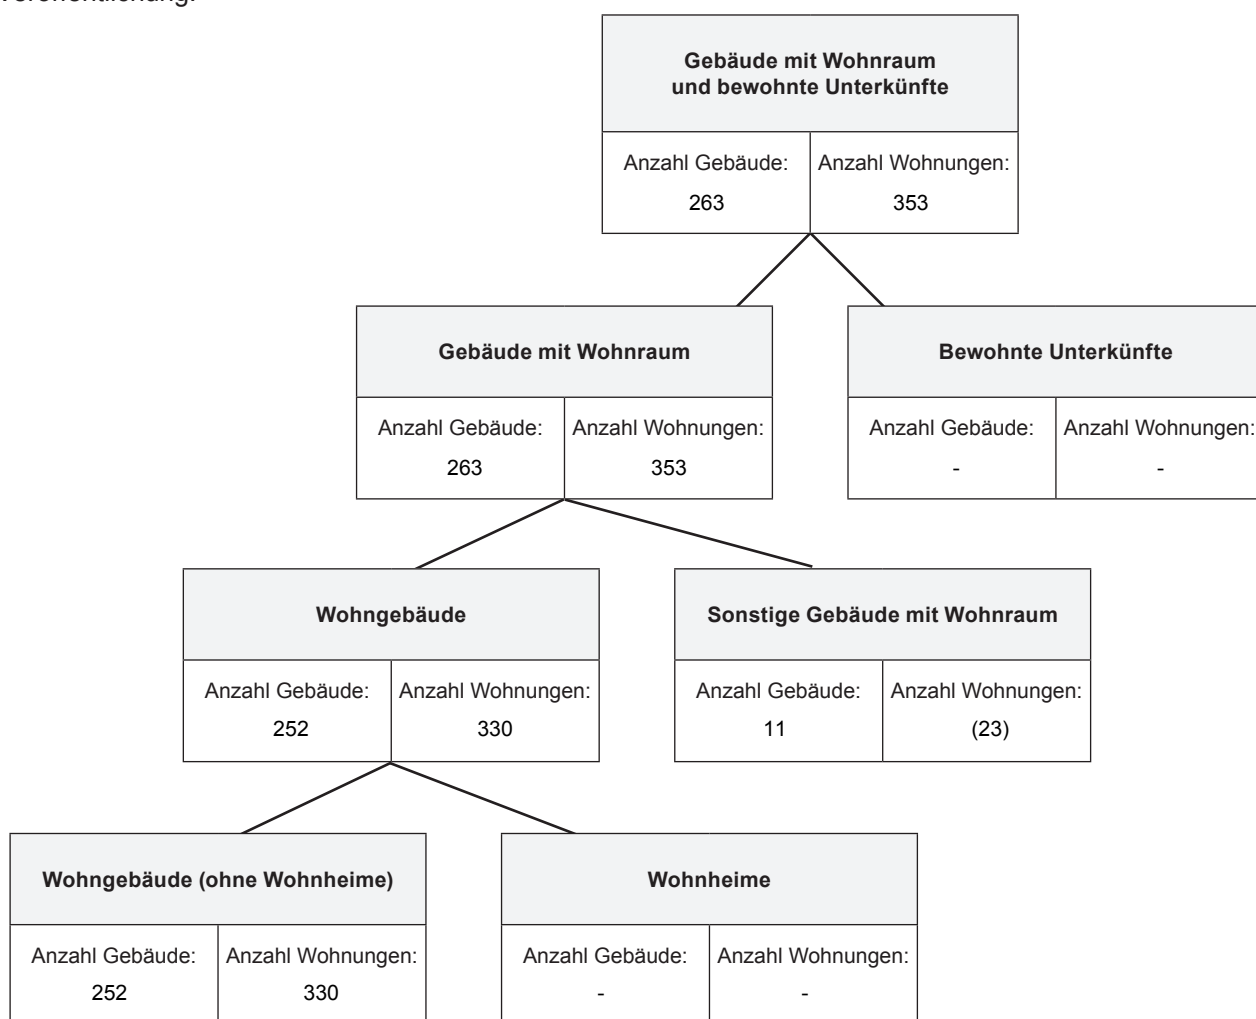 Veröffentlichung.
Gebäude mit Wohnraum
und bewohnte Unterkünfte
Anzahl Gebäude: Anzahl Wohnungen:
263 353
Gebäude mit Wohnraum Bewohnte Unterkünfte
Anzahl Gebäude: Anzahl Wohnungen: Anzahl Gebäude: Anzahl Wohnungen:
263 353 - -
Wohngebäude Sonstige Gebäude mit Wohnraum
Anzahl Gebäude: Anzahl Wohnungen: Anzahl Gebäude: Anzahl Wohnungen:
252 330 11 (23)
Wohngebäude (ohne Wohnheime) Wohnheime
Anzahl Gebäude: Anzahl Wohnungen: Anzahl Gebäude: Anzahl Wohnungen:
252 330 - -